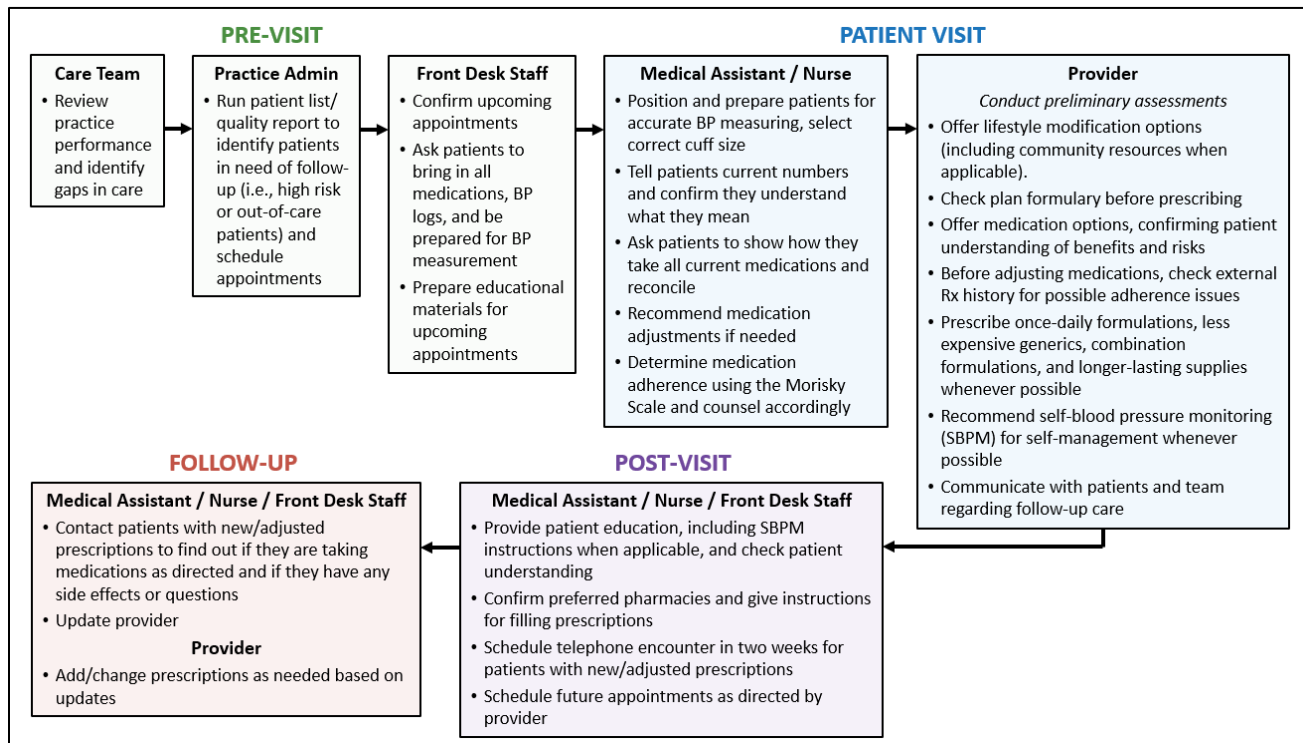 PRE-VISIT
Care Team
• Review
practice
performance
and identify
gaps in care
Practice Admin
• Run patient list/
quality report to
identify patients
in need of follow-
up (i.e., high risk
or out-of-care
patients) and
schedule
appointments
Front Desk Staff
• Confirm upcoming
appointments
• Ask patients to
bring in all
medications, BP
logs, and be
prepared for BP
measurement
• Prepare educational
materials for
upcoming
appointments
PATIENT VISIT
Medical Assistant / Nurse
• Position and prepare patients for
accurate BP measuring, select
correct cuff size
• Tell patients current numbers
and confirm they understand
what they mean
• Ask patients to show how they
take all current medications and
reconcile
• Recommend medication
adjustments if needed
• Determine medication
adherence using the Morisky
Scale and counsel accordingly
Provider
Conduct preliminary assessments
• Offer lifestyle modification options
(including community resources when
applicable).
• Check plan formulary before prescribing
• Offer medication options, confirming patient
understanding of benefits and risks
• Before adjusting medications, check external
Rx history for possible adherence issues
• Prescribe once-daily formulations, less
expensive generics, combination
formulations, and longer-lasting supplies
whenever possible
• Recommend self-blood pressure monitoring
(SBPM) for self-management whenever
possible
• Communicate with patients and team
regarding follow-up care
POST-VISIT
Medical Assistant / Nurse / Front Desk Staff
• Provide patient education, including SBPM
instructions when applicable, and check patient
understanding
• Confirm preferred pharmacies and give instructions
for filling prescriptions
• Schedule telephone encounter in two weeks for
patients with new/adjusted prescriptions
• Schedule future appointments as directed by
provider
FOLLOW-UP
Medical Assistant / Nurse / Front Desk Staff
• Contact patients with new/adjusted
prescriptions to find out if they are taking
medications as directed and if they have any
side effects or questions
• Update provider
Provider
• Add/change prescriptions as needed based on
updates